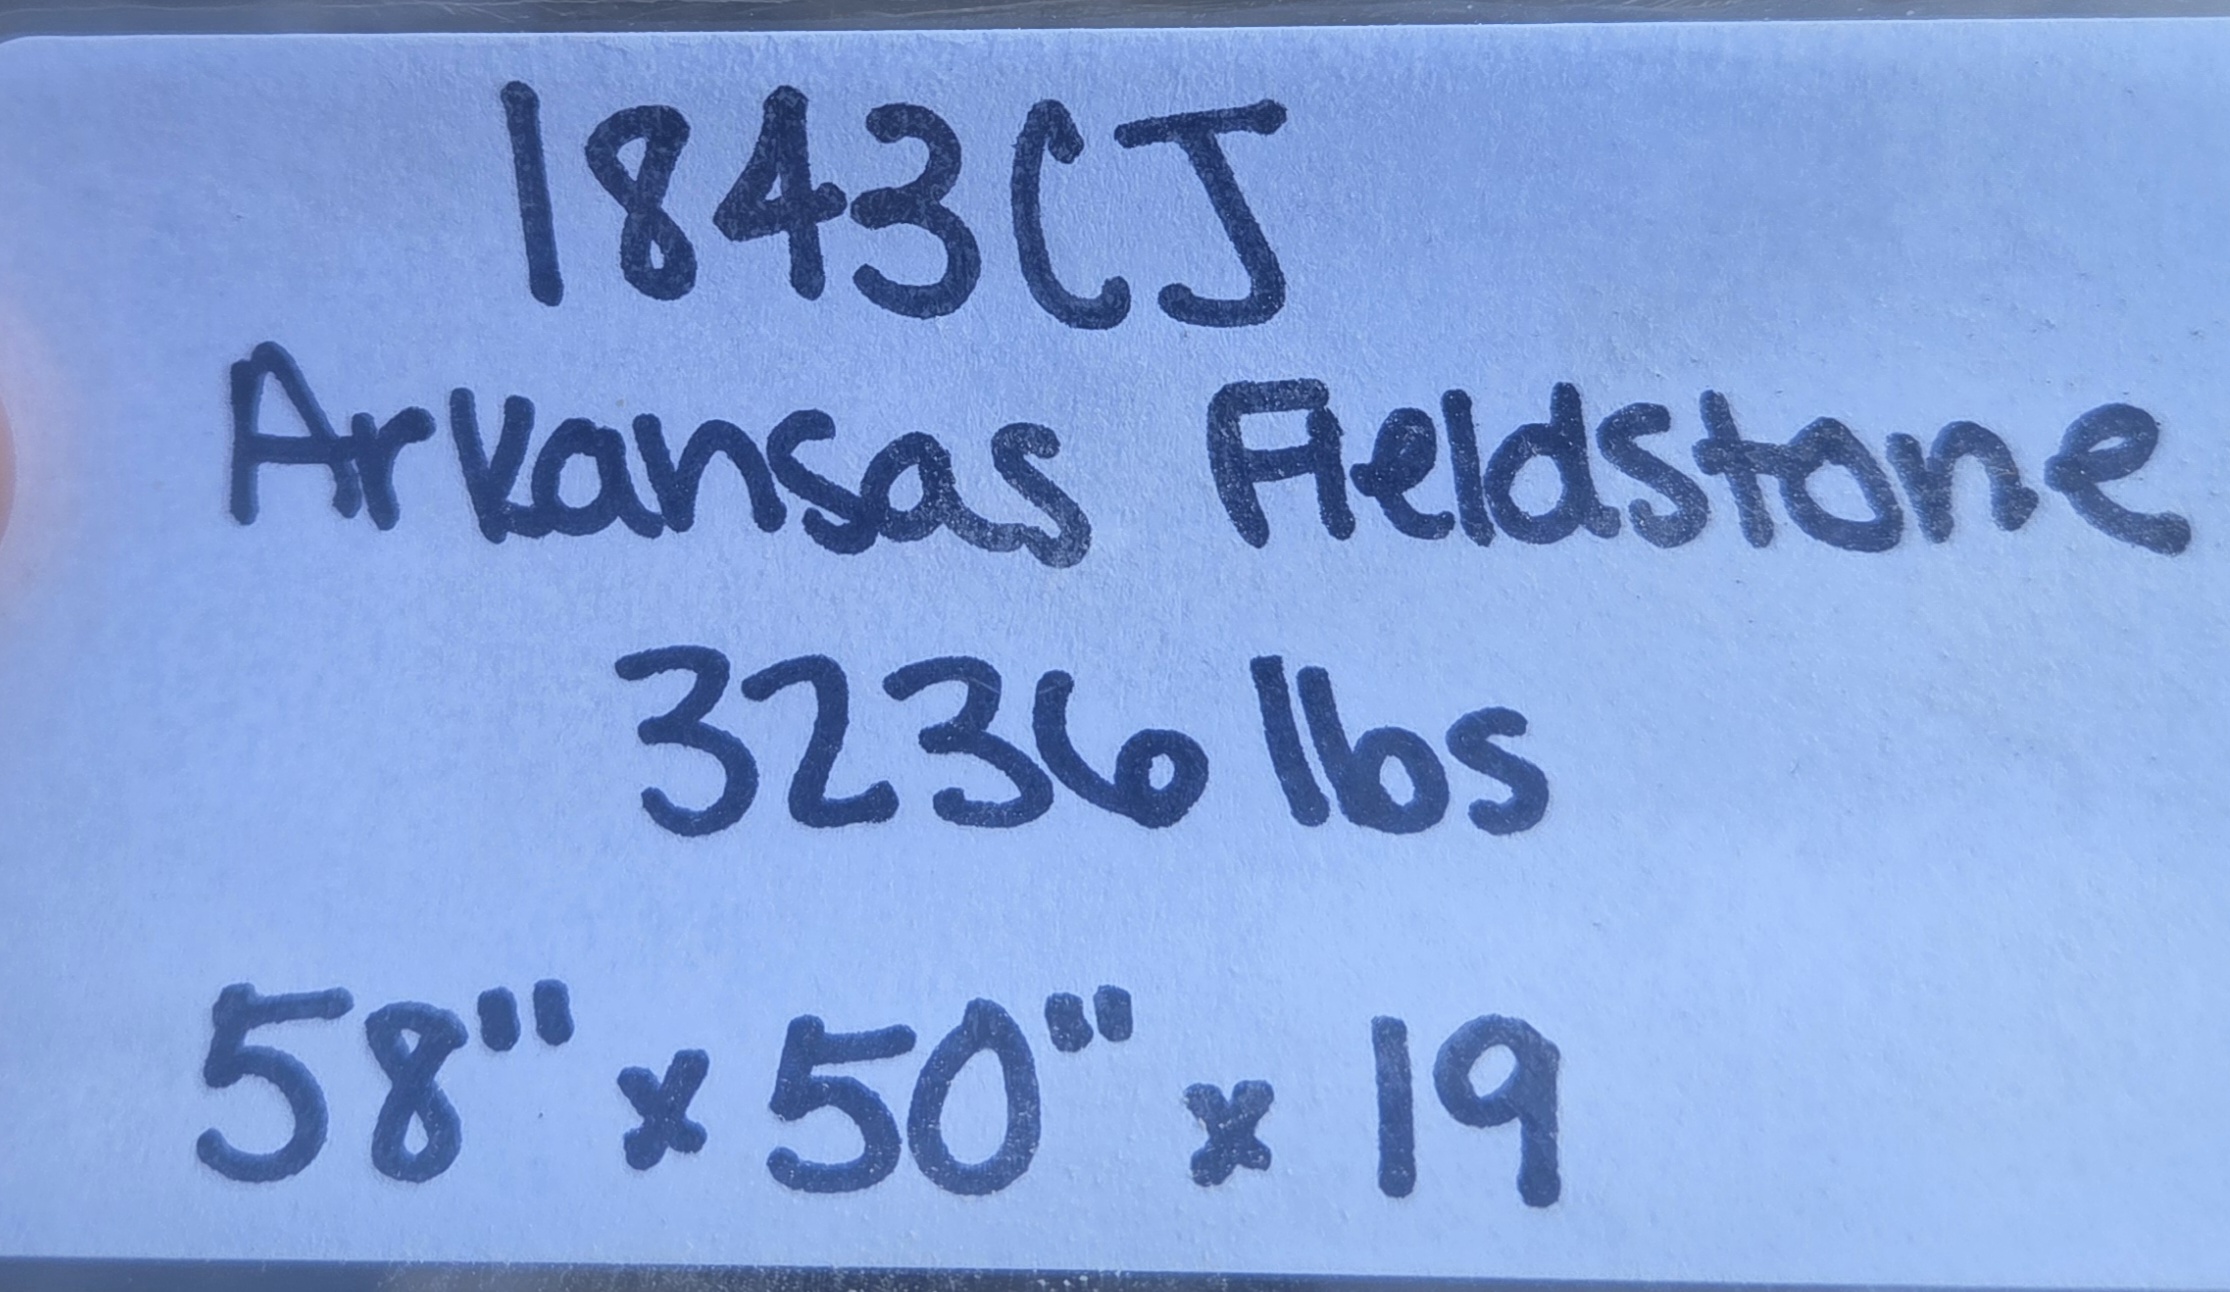 1843CJ
Arkansas Fieldstone
3236 lbs
58" x 50" x 19